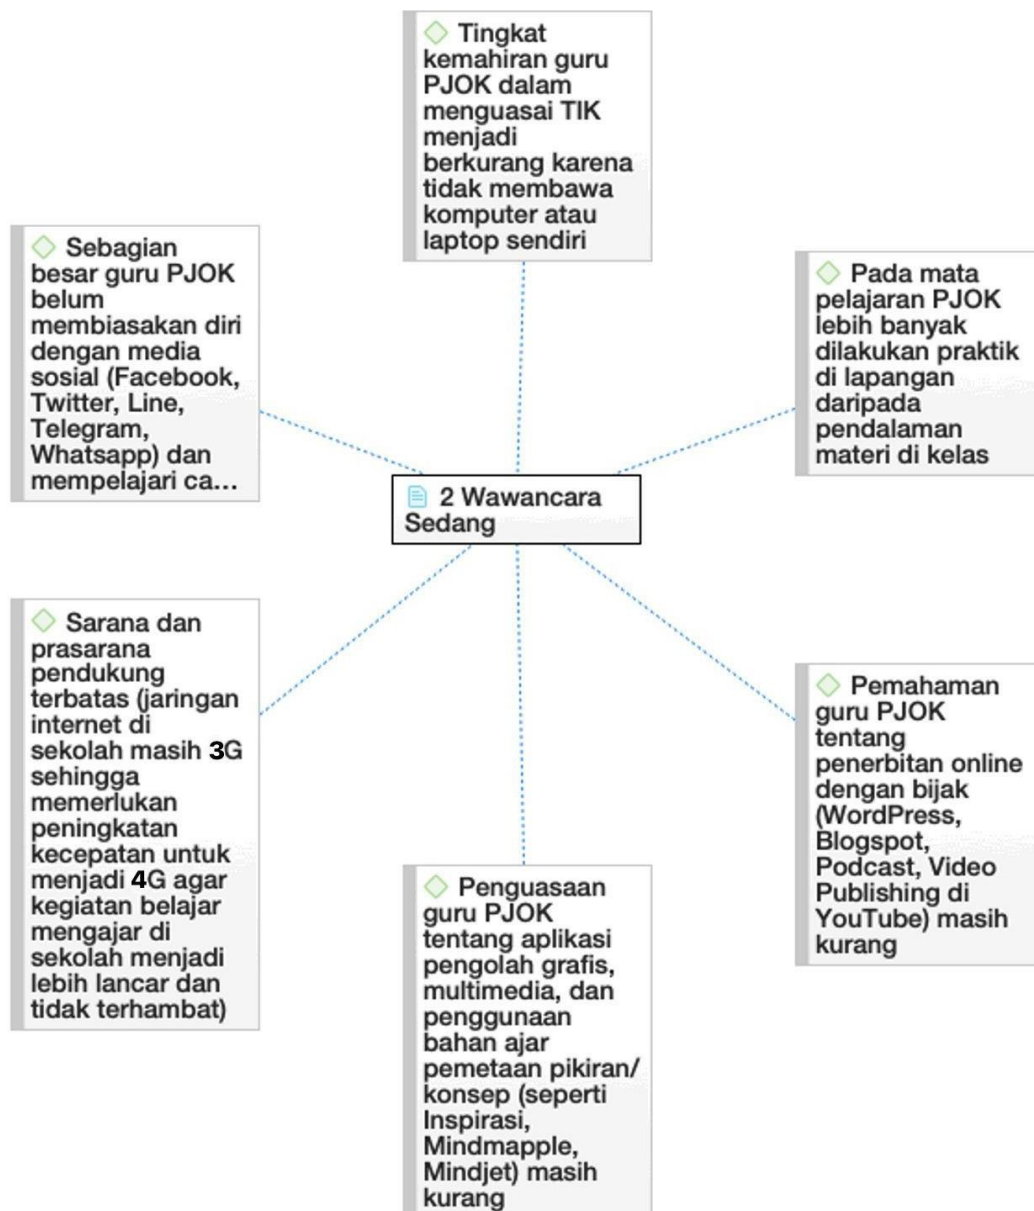 Tingkat
kemahiran guru
PJOK dalam
menguasai TIK
menjadi
berkurang karena
tidak membawa
komputer atau
laptop sendiri
Sebagian
besar guru PJOK
belum
membiasakan diri
dengan media
sosial (Facebook,
Twitter, Line,
Telegram,
Whatsapp) dan
mempelajari ca...
Pada mata
pelajaran PJOK
lebih banyak
dilakukan praktik
di lapangan
daripada
pendalaman
materi di kelas
2 Wawancara
Sedang
Sarana dan
prasarana
pendukung
terbatas (jaringan
internet di
sekolah masih 3G
sehingga
memerlukan
peningkatan
kecepatan untuk
menjadi 4G agar
kegiatan belajar
mengajar di
sekolah menjadi
lebih lancar dan
tidak terhambat)
Pemahaman
guru PJOK
tentang
penerbitan online
dengan bijak
(WordPress,
Blogspot,
Podcast, Video
Publishing di
YouTube) masih
kurang
Penguasaan
guru PJOK
tentang aplikasi
pengolah grafis,
multimedia, dan
penggunaan
bahan ajar
pemetaan pikiran/
konsep (seperti
Inspirasi,
Mindmapple,
Mindjet) masih
kurang